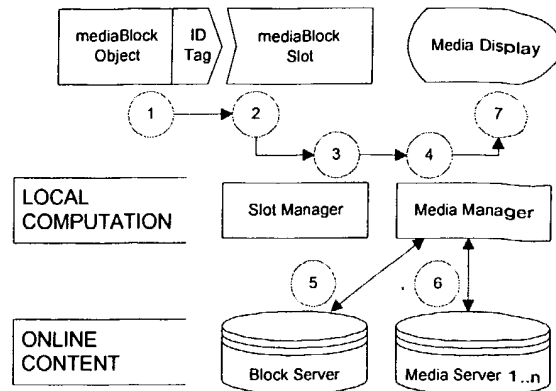 mediaBlock
Object
ID
Tag
mediaBlock
Slot
Media Display
1
2
7
3
4
LOCAL
COMPUTATION
Slot Manager
Media Manager
5
6
ONLINE
CONTENT
Block Server
Media Server 1..n